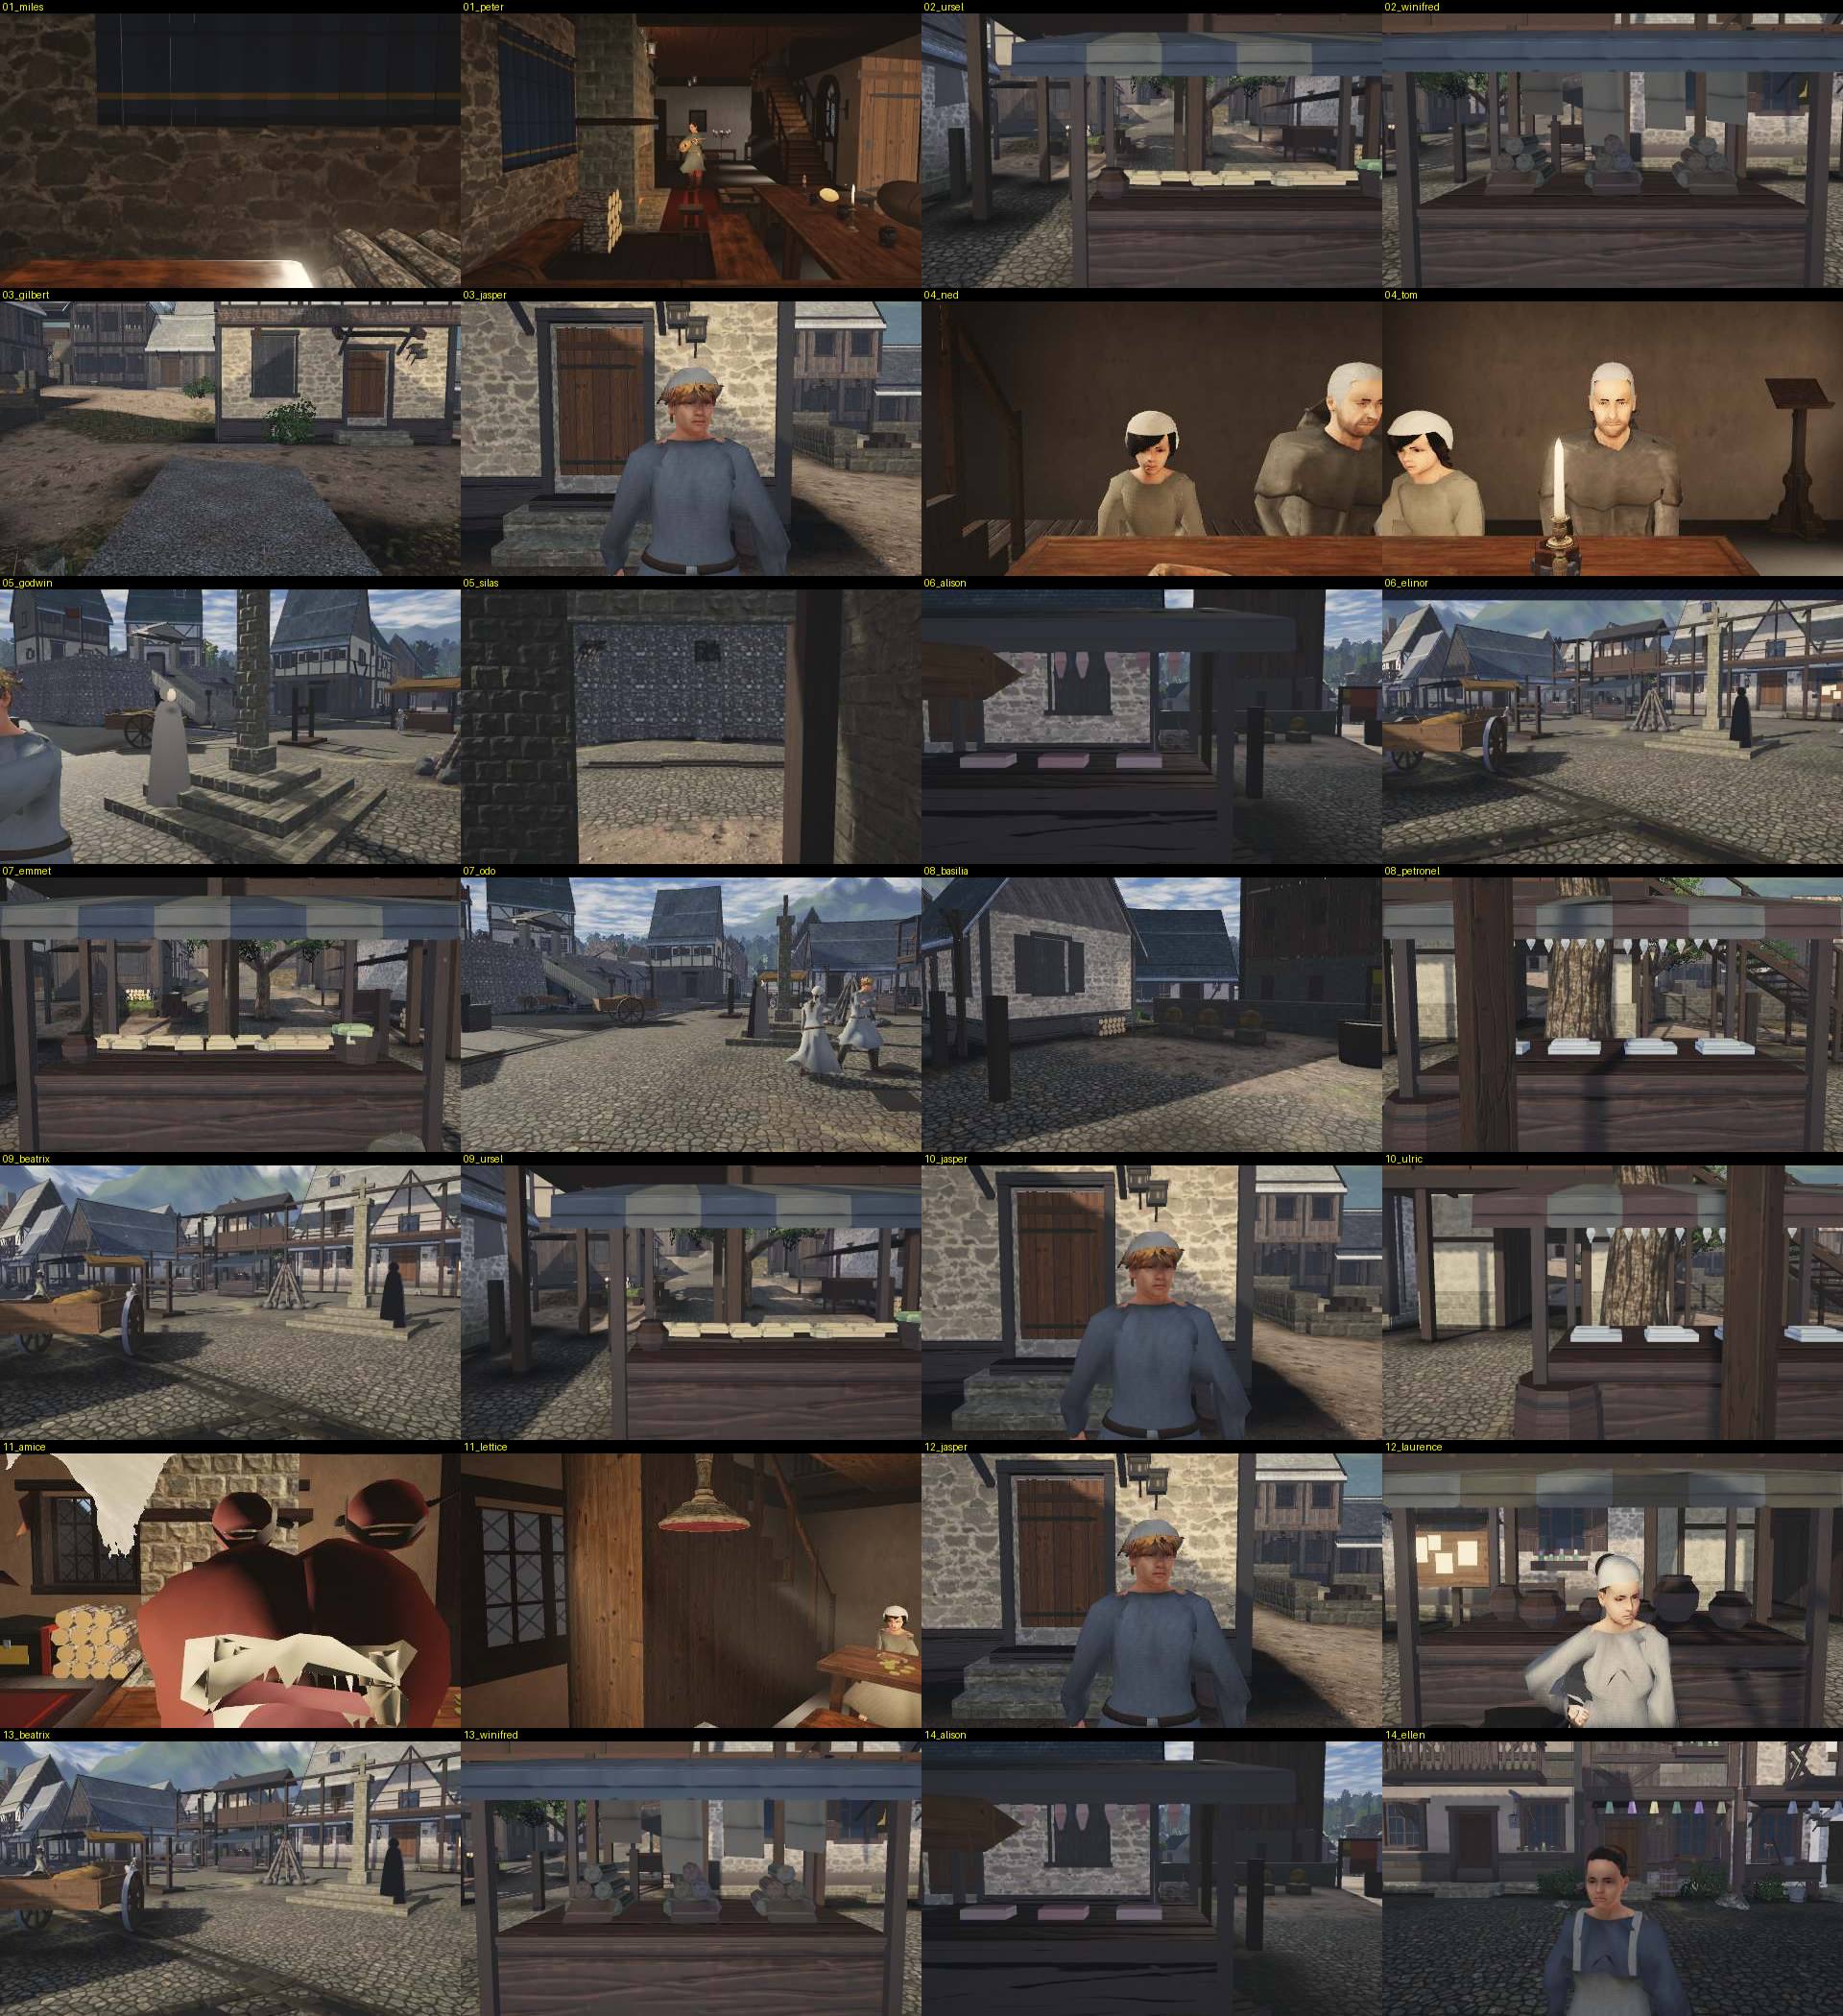 01_miles
01_peter
02_ursel
02_winifred
03_gilbert
03_jasper
04_ned
04_tom
05_godwin
05_silas
06_alison
06_elinor
07_emmet
07_odo
08_basilia
08_petronel
09_beatrix
09_ursel
10_jasper
10_ulric
11_amice
11_lettice
12_jasper
12_laurence
13_beatrix
13_winifred
14_alison
14_ellen